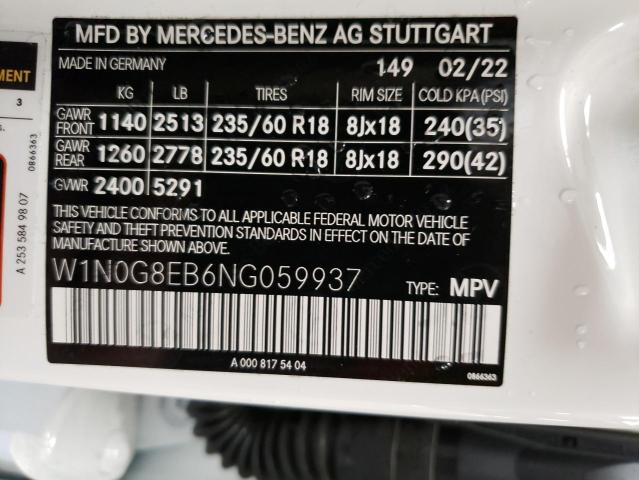 MFD BY MERCEDES-BENZ AG STUTTGART
MADE IN GERMANY 149 02/22
KG LB TIRES RIM SIZE COLD KPA(PSI)
GAWR FRONT 1140 2513 235/60 R18 8Jx18 240(35)
GAWR REAR 1260 2778 235/60 R18 8Jx18 290(42)
GVWR 2400 5291
THIS VEHICLE CONFORMS TO ALL APPLICABLE FEDERAL MOTOR VEHICLE
SAFETY AND THEFT PREVENTION STANDARDS IN EFFECT ON THE DATE OF
MANUFACTURE SHOWN ABOVE.
W1N0G8EB6NG059937 TYPE: MPV
A 000 817 54 04
0866363
MENT
3
s.
0866363
A 253 584 98 07